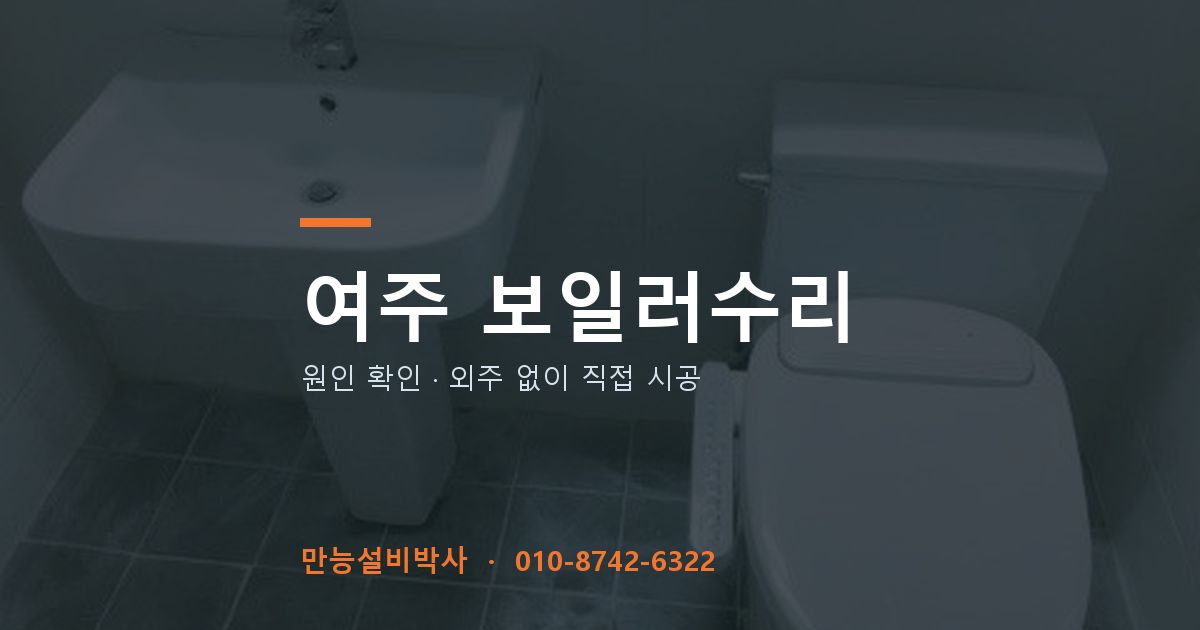 여주 보일러수리
원인 확인 · 외주 없이 직접 시공
만능설비박사 · 010-8742-6322